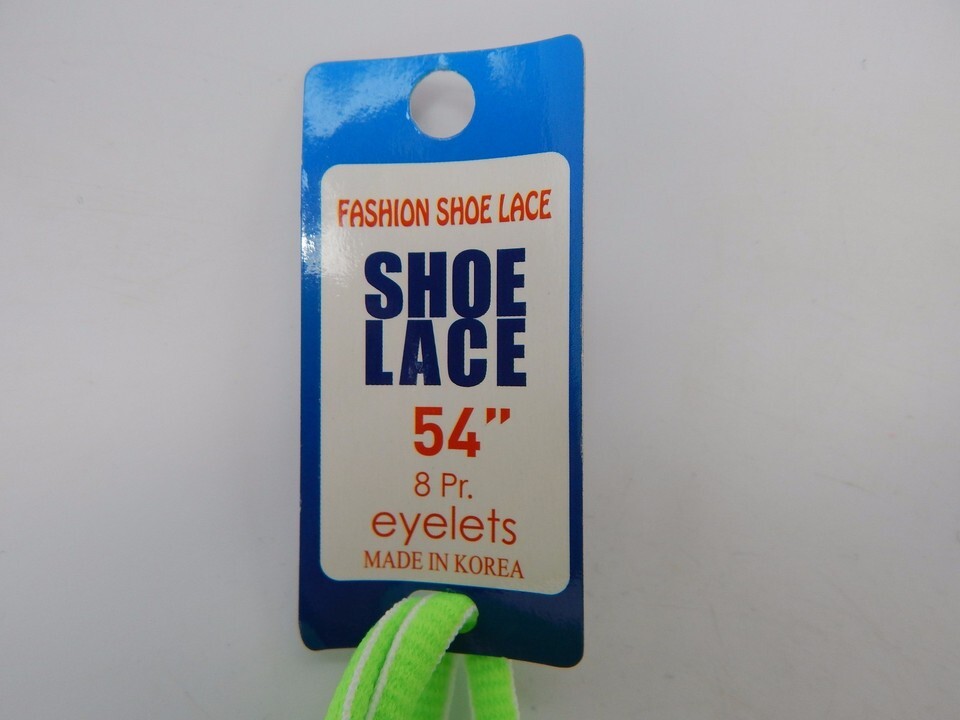 FASHION SHOE LACE
SHOE
LACE
54”
8 Pr.
eyelets
MADE IN KOREA